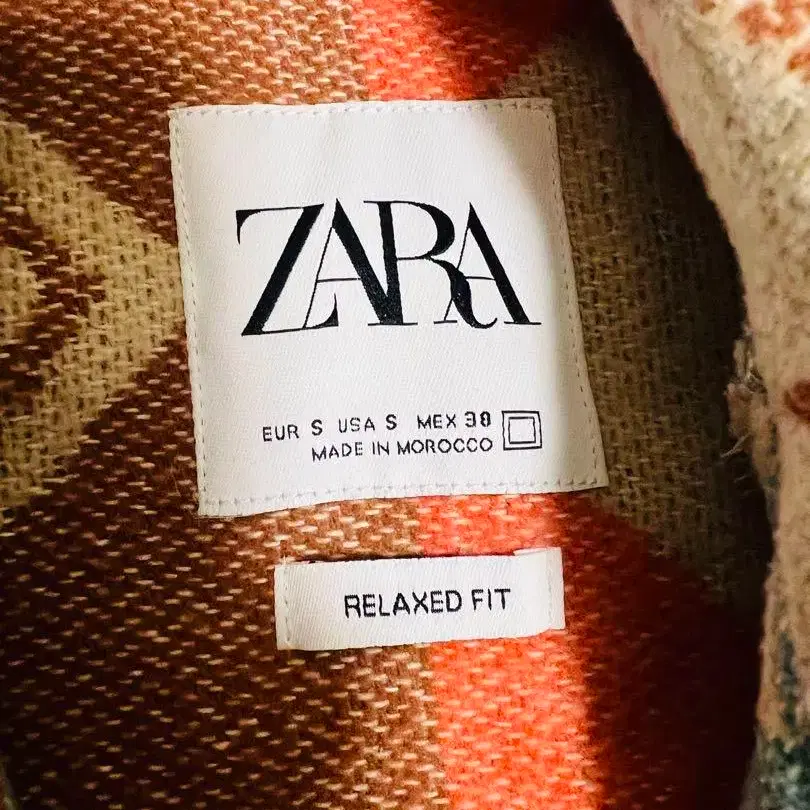 ZARA
EUR S USA S MEX 38
MADE IN MOROCCO
RELAXED FIT